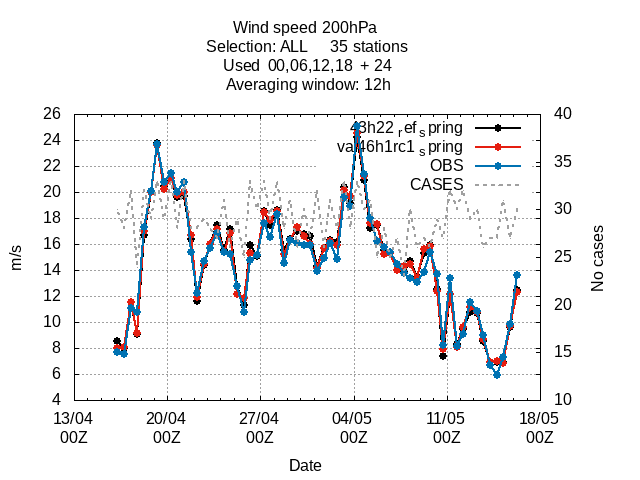 Wind speed 200hPa
Selection: ALL 35 stations
Used 00,06,12,18 + 24
Averaging window: 12h
26
24
22
20
18
16
14
12
10
8
6
4
m/s
40
35
30
25
20
15
10
No cases
43h22 ref spring
val46h1rc1 spring
OBS
CASES
13/04 20/04 27/04 04/05 11/05 18/05
00Z 00Z 00Z 00Z 00Z 00Z
Date